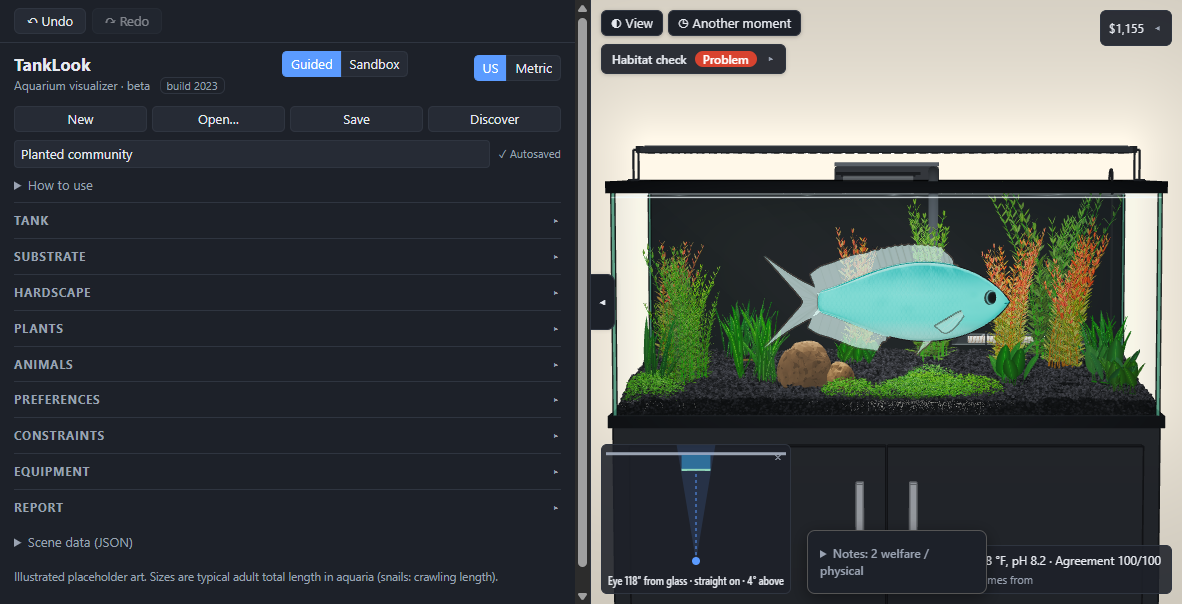 Undo
Redo
TankLook
Guided
Sandbox
US
Metric
Aquarium visualizer · beta
build 2023
New
Open...
Save
Discover
Planted community
✓ Autosaved
How to use
TANK
SUBSTRATE
HARDSCAPE
PLANTS
ANIMALS
PREFERENCES
CONSTRAINTS
EQUIPMENT
REPORT
Scene data (JSON)
Illustrated placeholder art. Sizes are typical adult total length in aquaria (snails: crawling length).
View
Another moment
$1,155
Habitat check
Problem
Eye 118" from glass · straight on · 4° above
Notes: 2 welfare /
physical
8 °F, pH 8.2 · Agreement 100/100
mes from